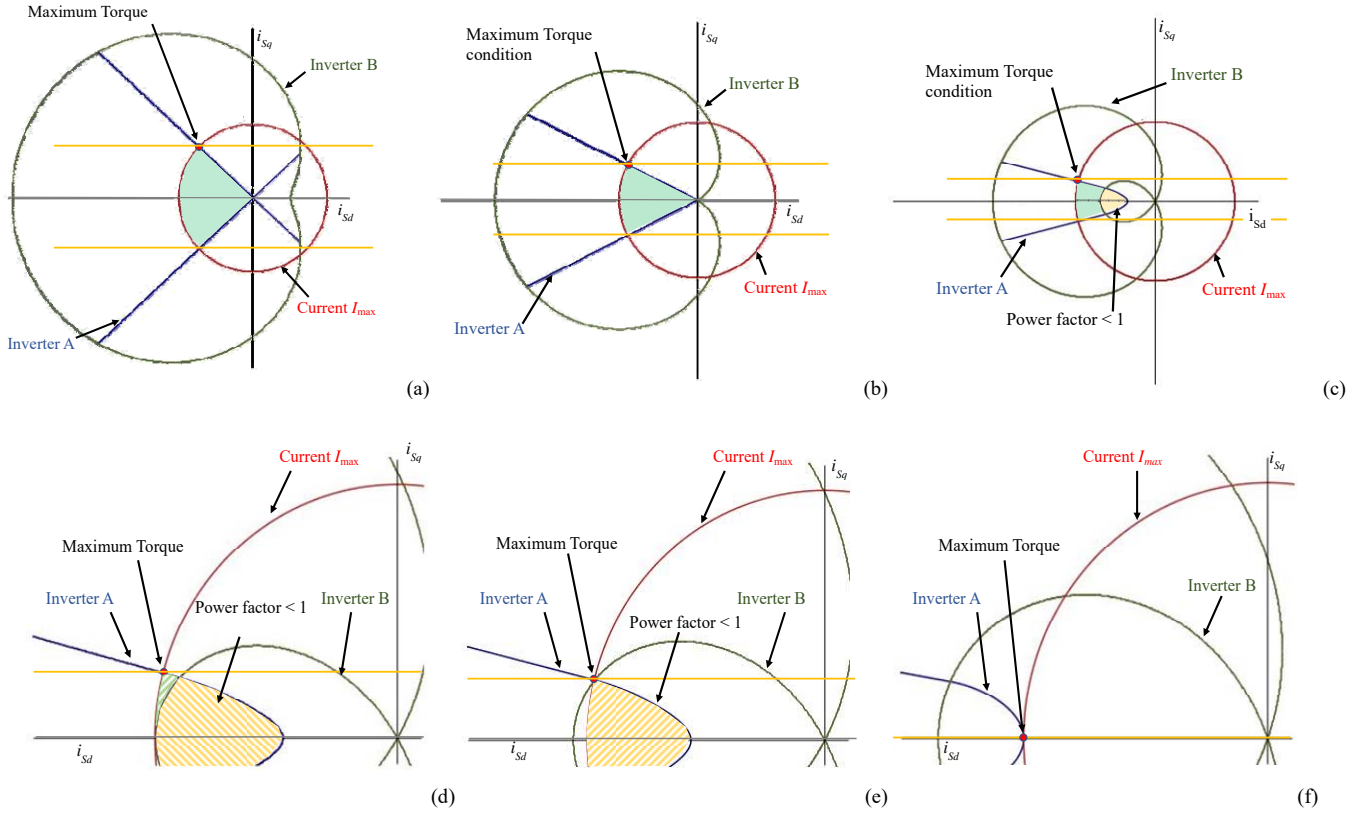 Maximum Torque
i_Sq
Inverter B
i_Sd
Current I_max
Inverter A
(a)
i_Sq
Maximum Torque
condition
Inverter B
i_Sd
Current I_max
Inverter A
(b)
Maximum Torque
condition
Inverter B
i_Sd
Inverter A
Current I_max
Power factor < 1
(c)
i_Sq
Current I_max
Maximum Torque
Inverter A
Power factor < 1
Inverter B
i_Sd
(d)
Current I_max
i_Sq
Maximum Torque
Inverter A
Inverter B
Power factor < 1
i_Sd
(e)
Current I_max
i_Sq
Maximum Torque
Inverter A
Inverter B
i_Sd
(f)